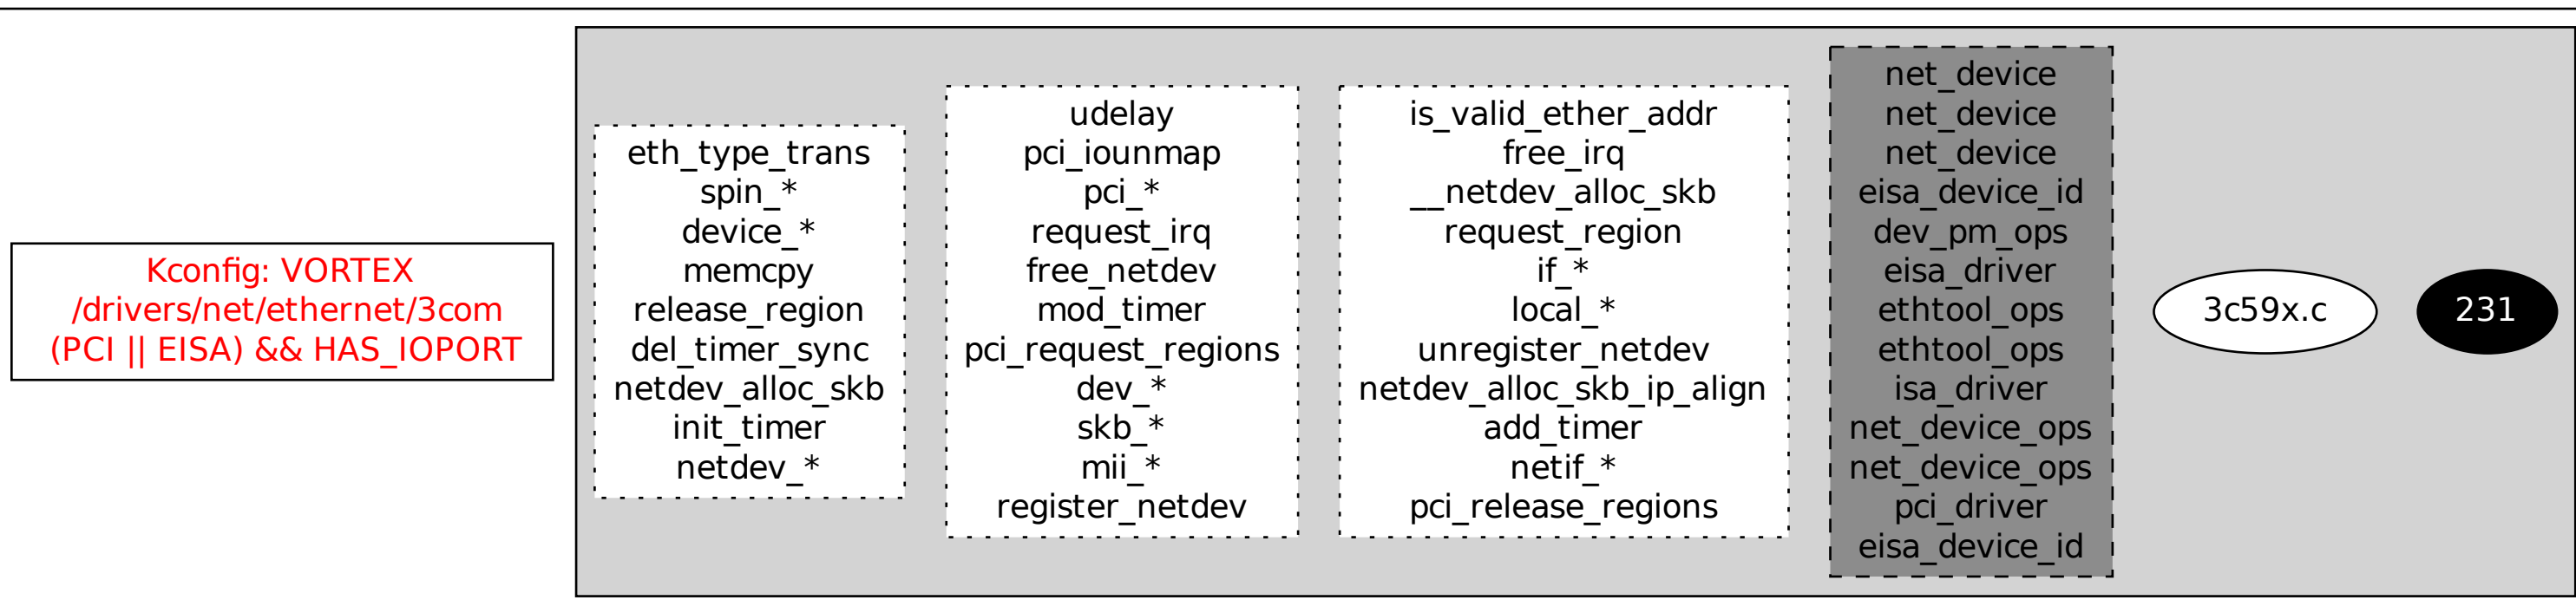 Kconfig: VORTEX
/drivers/net/ethernet/3com
(PCI || EISA) && HAS_IOPORT
eth_type_trans
spin_*
device_*
memcpy
release_region
del_timer_sync
netdev_alloc_skb
init_timer
netdev_*
udelay
pci_iounmap
pci_*
request_irq
free_netdev
mod_timer
pci_request_regions
dev_*
skb_*
mii_*
register_netdev
is_valid_ether_addr
free_irq
__netdev_alloc_skb
request_region
if_*
local_*
unregister_netdev
netdev_alloc_skb_ip_align
add_timer
netif_*
pci_release_regions
net_device
net_device
net_device
eisa_device_id
dev_pm_ops
eisa_driver
ethtool_ops
ethtool_ops
isa_driver
net_device_ops
net_device_ops
pci_driver
eisa_device_id
3c59x.c
231